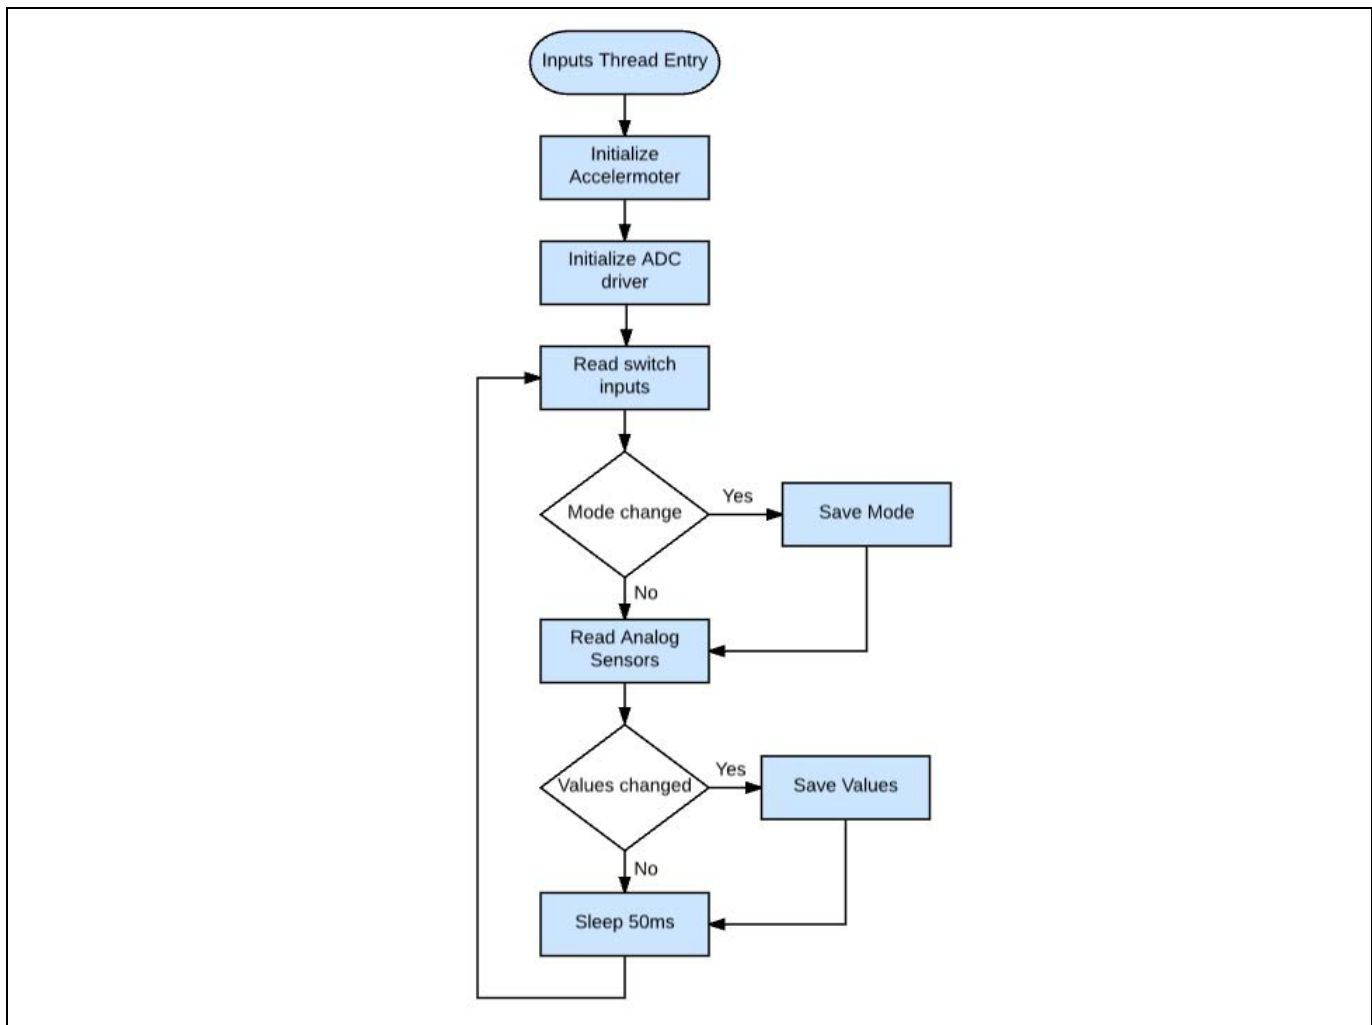 Inputs Thread Entry
Initialize
Accelermoter
Initialize ADC
driver
Read switch
inputs
Mode change
Yes
Save Mode
No
Read Analog
Sensors
Values changed
Yes
Save Values
No
Sleep 50ms